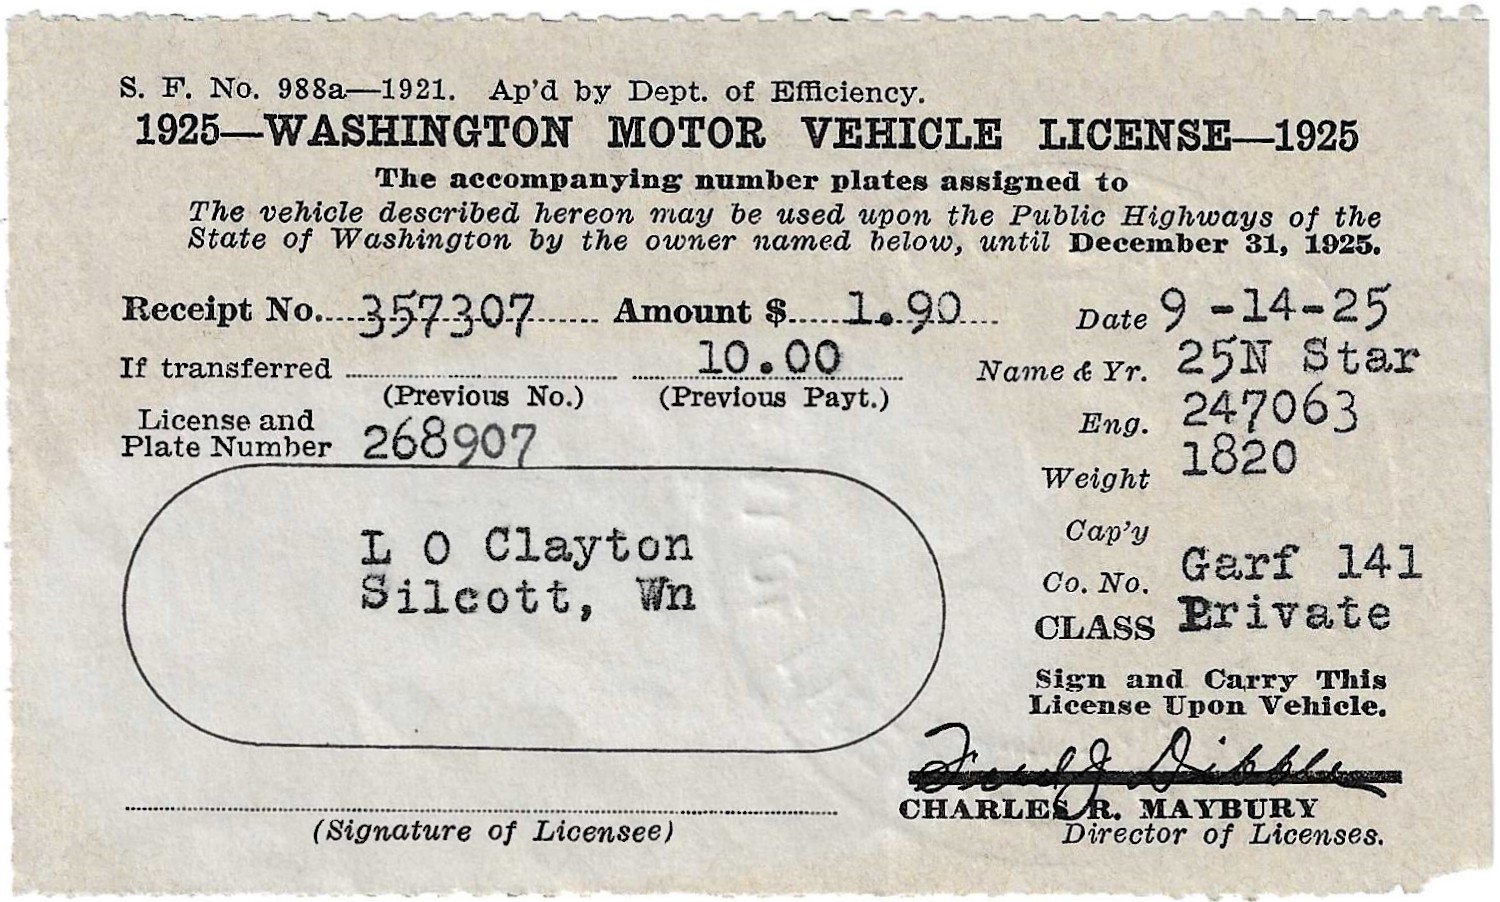 S. F. No. 988a—1921. Ap'd by Dept. of Efficiency.
1925—WASHINGTON MOTOR VEHICLE LICENSE—1925
The accompanying number plates assigned to
The vehicle described hereon may be used upon the Public Highways of the
State of Washington by the owner named below, until December 31, 1925.
Receipt No. 357307 Amount $ 1.90 Date 9-14-25
If transferred 10.00 Name & Yr. 25N Star
(Previous No.) (Previous Payt.)
License and
Plate Number 268907
Eng. 247063
Weight 1820
Cap'y
Co. No. Garf 141
CLASS Private
L O Clayton
Silcott, Wn
Sign and Carry This
License Upon Vehicle.
Fred J Dibble
CHARLES R. MAYBURY
Director of Licenses.
(Signature of Licensee)